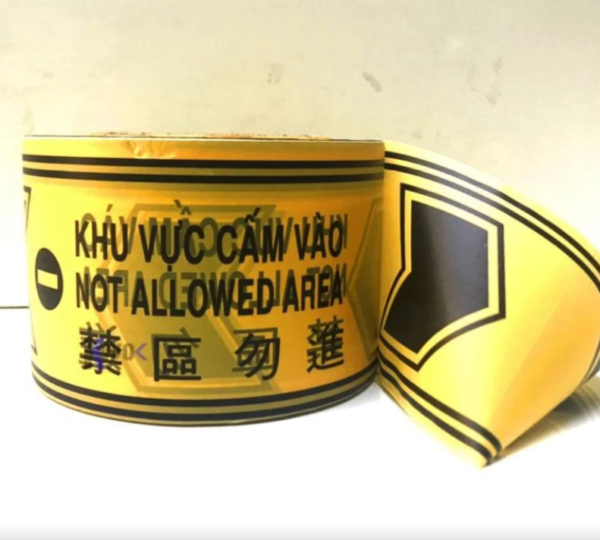 KHU VỰC CẤM VÀO
NOT ALLOWED AREA
禁區勿進